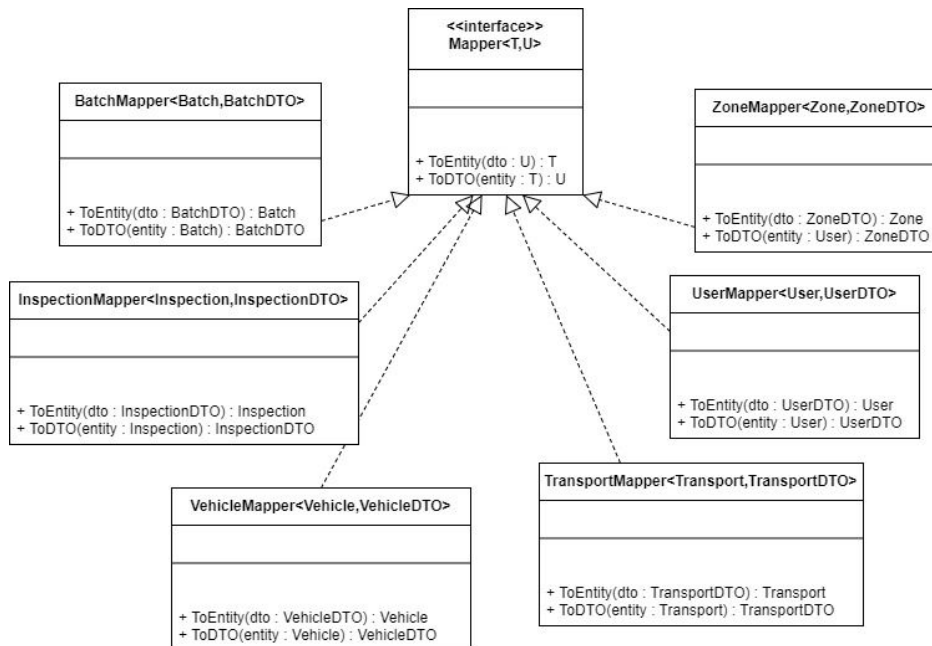 <<interface>>
Mapper<T,U>
+ ToEntity(dto : U) : T
+ ToDTO(entity : T) : U
BatchMapper<Batch,BatchDTO>
+ ToEntity(dto : BatchDTO) : Batch
+ ToDTO(entity : Batch) : BatchDTO
ZoneMapper<Zone,ZoneDTO>
+ ToEntity(dto : ZoneDTO) : Zone
+ ToDTO(entity : User) : ZoneDTO
InspectionMapper<Inspection,InspectionDTO>
+ ToEntity(dto : InspectionDTO) : Inspection
+ ToDTO(entity : Inspection) : InspectionDTO
UserMapper<User,UserDTO>
+ ToEntity(dto : UserDTO) : User
+ ToDTO(entity : User) : UserDTO
VehicleMapper<Vehicle,VehicleDTO>
+ ToEntity(dto : VehicleDTO) : Vehicle
+ ToDTO(entity : Vehicle) : VehicleDTO
TransportMapper<Transport,TransportDTO>
+ ToEntity(dto : TransportDTO) : Transport
+ ToDTO(entity : Transport) : TransportDTO